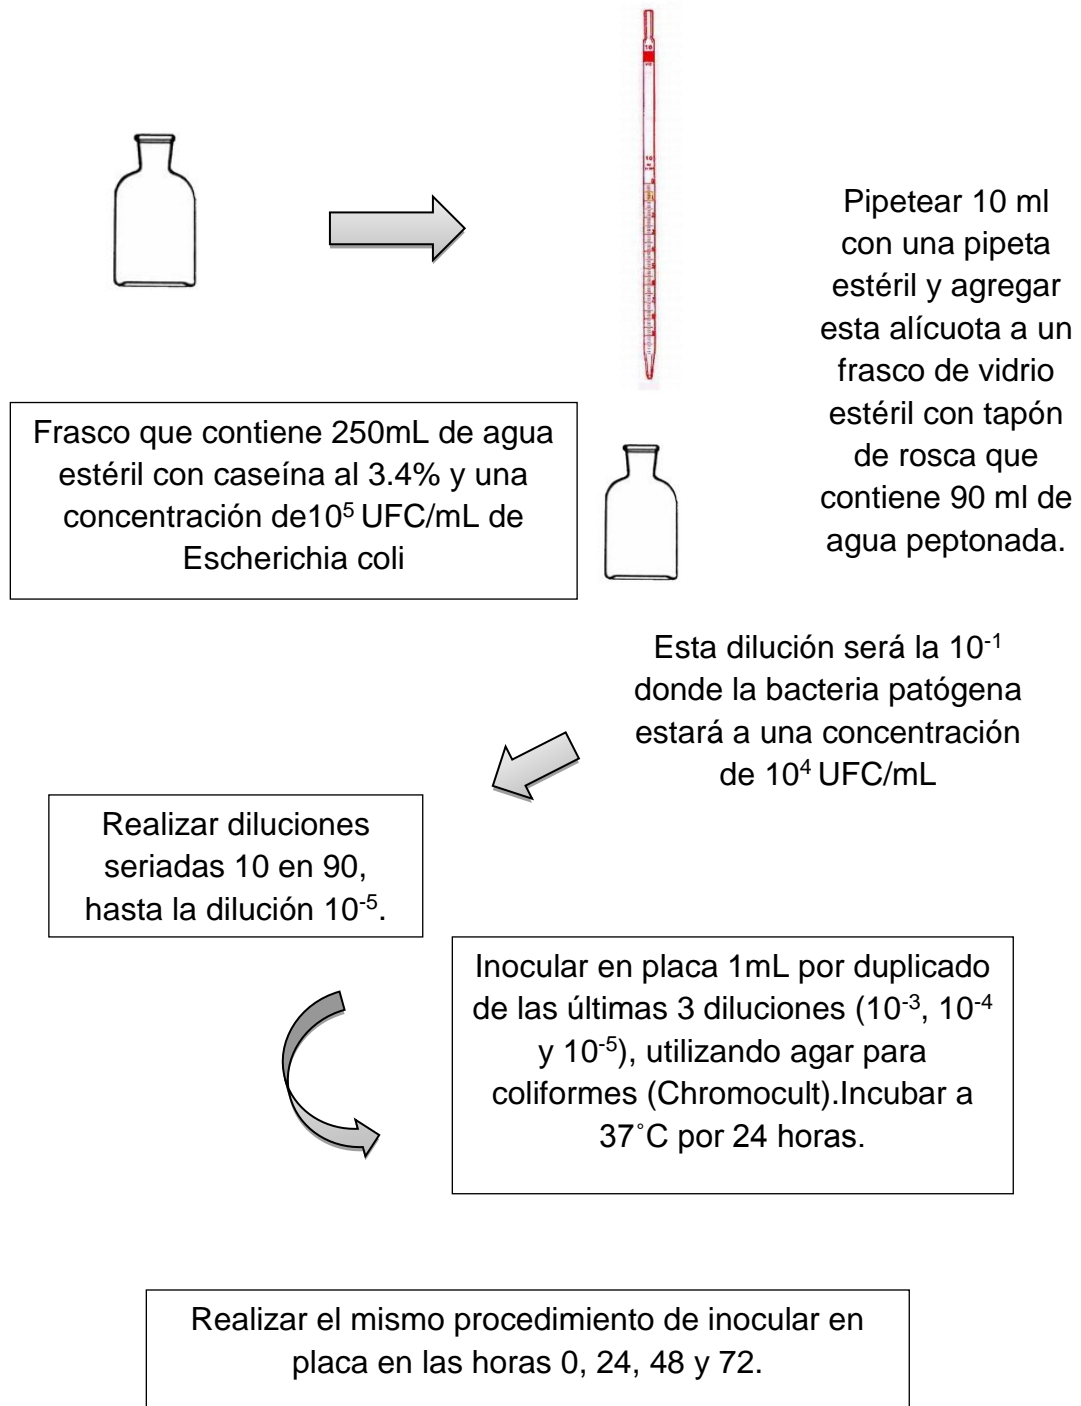 Pipetear 10 ml
con una pipeta
estéril y agregar
esta alícuota a un
frasco de vidrio
estéril con tapón
de rosca que
contiene 90 ml de
agua peptonada.
Frasco que contiene 250mL de agua
estéril con caseína al 3.4% y una
concentración de10⁵ UFC/mL de
Escherichia coli
Esta dilución será la 10⁻¹
donde la bacteria patógena
estará a una concentración
de 10⁴ UFC/mL
Realizar diluciones
seriadas 10 en 90,
hasta la dilución 10⁻⁵.
Inocular en placa 1mL por duplicado
de las últimas 3 diluciones (10⁻³, 10⁻⁴
y 10⁻⁵), utilizando agar para
coliformes (Chromocult).Incubar a
37˚C por 24 horas.
Realizar el mismo procedimiento de inocular en
placa en las horas 0, 24, 48 y 72.